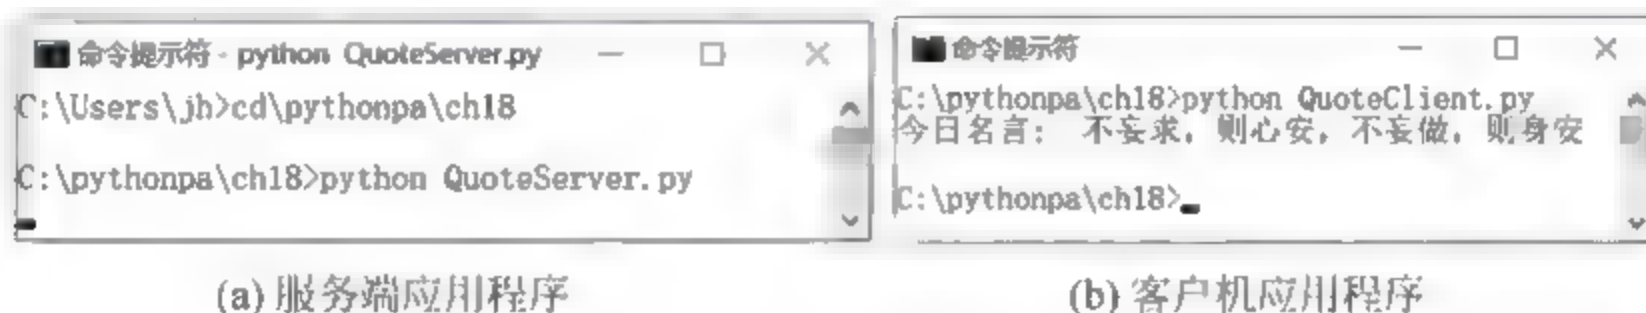 命令提示符 - python QuoteServer.py
C:\Users\jh>cd\pythonpa\ch18
C:\pythonpa\ch18>python QuoteServer.py
(a) 服务端应用程序
命令提示符
C:\pythonpa\ch18>python QuoteClient.py
今日名言： 不妄求，则心安，不妄做，则身安
C:\pythonpa\ch18>
(b) 客户机应用程序